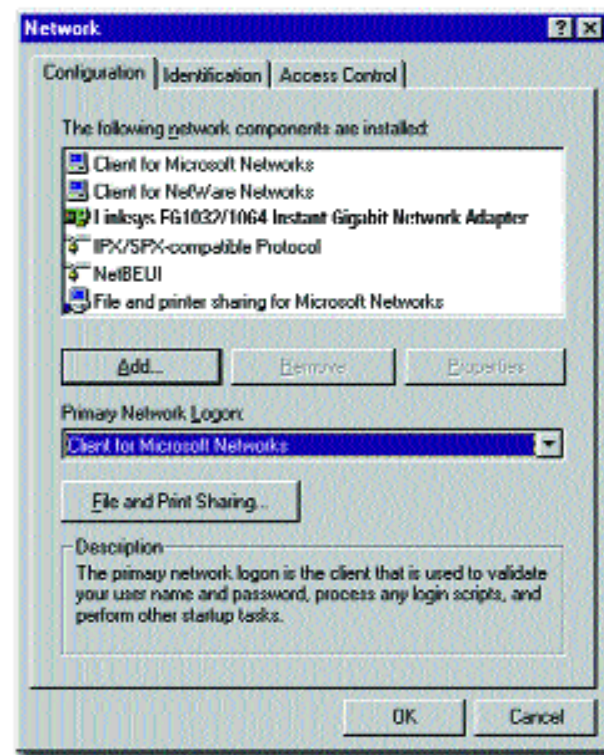 Network
? ×
Configuration Identification Access Control
The following network components are installed:
Client for Microsoft Networks
Client for NetWare Networks
Linksys EG1032/1064 Instant Gigabit Network Adapter
IPX/SPX-compatible Protocol
NetBEUI
File and printer sharing for Microsoft Networks
Add... Remove Properties
Primary Network Logon:
Client for Microsoft Networks
File and Print Sharing...
Description
The primary network logon is the client that is used to validate
your user name and password, process any login scripts, and
perform other startup tasks.
OK Cancel